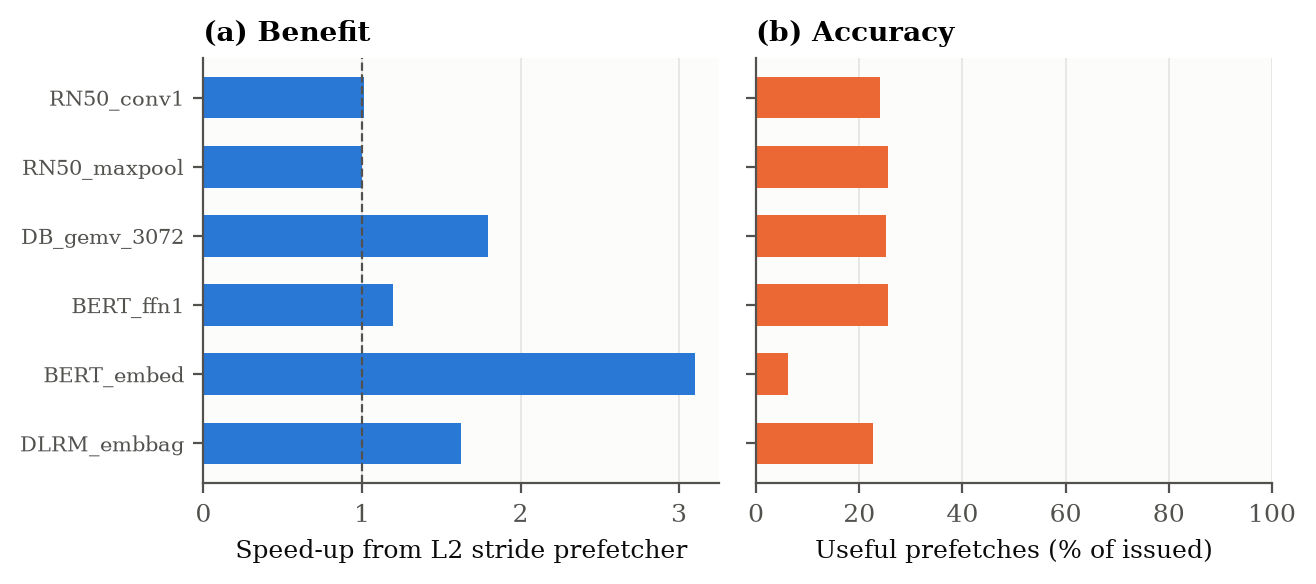 (a) Benefit
(b) Accuracy
RN50_conv1
RN50_maxpool
DB_gemv_3072
BERT_ffn1
BERT_embed
DLRM_embbag
0 1 2 3
0 20 40 60 80 100
Speed-up from L2 stride prefetcher
Useful prefetches (% of issued)